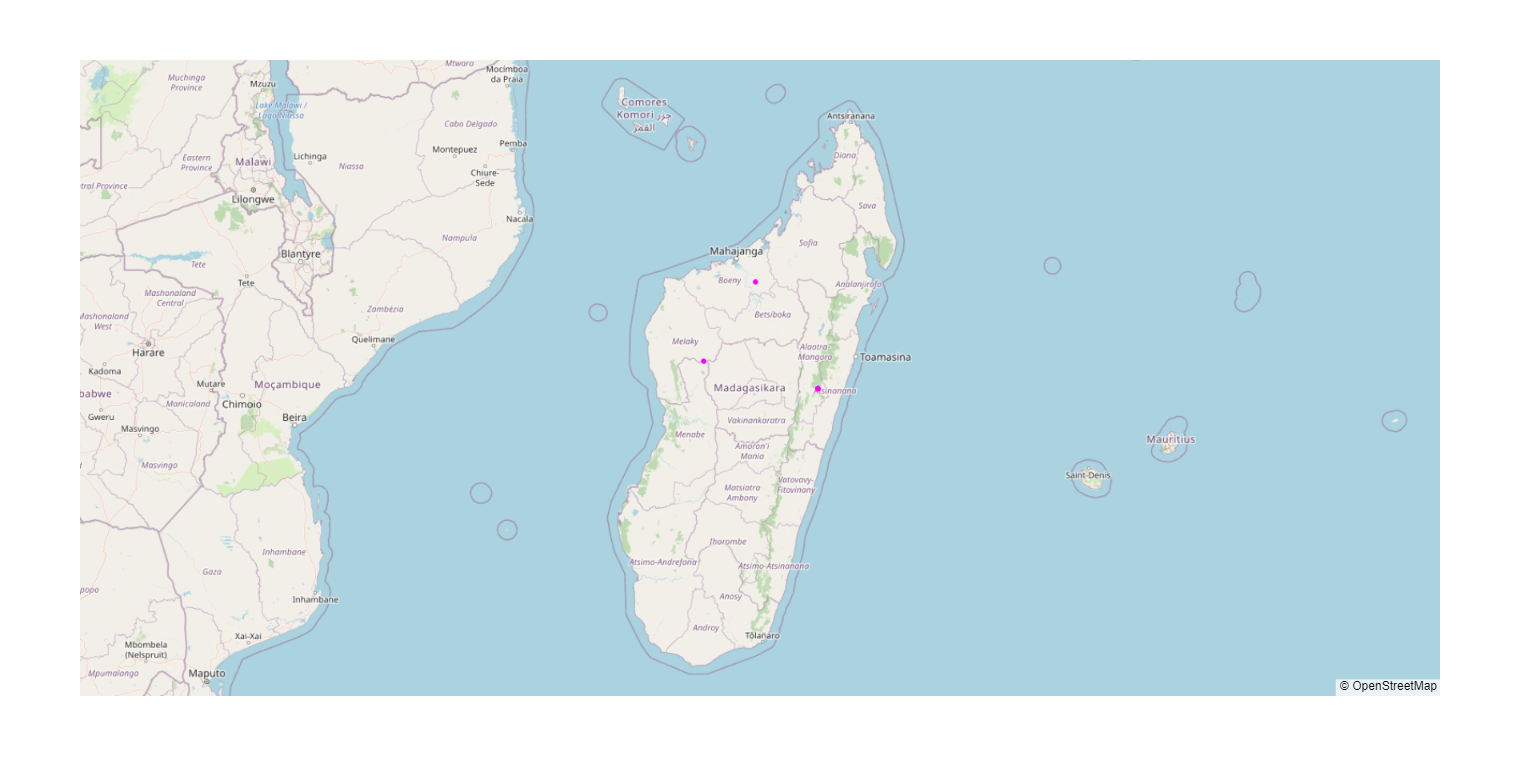 Mtwara
Mocímboa
da Praia
Muchinga
Province
Mzuzu
Lake Malawi /
Lago Niassa
Comores
Komori جزر
القمر
Cabo Delgado
Antsiranana
Montepuez
Pemba
Eastern
Province
Malawi
Lichinga
Niassa
Chiure-
Sede
Diana
tral Province
Lilongwe
Sava
Nacala
Nampula
Sofia
Blantyre
Mahajanga
Tete
Tete
Boeny
Analanjirofo
Mashonaland
Central
Zambézia
Betsiboka
Mashonaland
West
Quelimane
Melaky
Alaotra-
Mangoro
Harare
Toamasina
Kadoma
Mutare
Moçambique
Madagasikara
Atsinanana
babwe
Manicaland
Chimoio
Gweru
Beira
Vakinankaratra
Masvingo
Menabe
Mauritius
Amoron'i
Mania
Masvingo
Saint-Denis
Matsiatra
Ambony
Vatovavy-
Fitovinany
Ihorombe
Inhambane
Gaza
Atsimo-Andrefana
Atsimo-Atsinanana
popo
Inhambane
Anosy
Androy
Xai-Xai
Tôlanaro
Mbombela
(Nelspruit)
Mpumalanga
Maputo
© OpenStreetMap